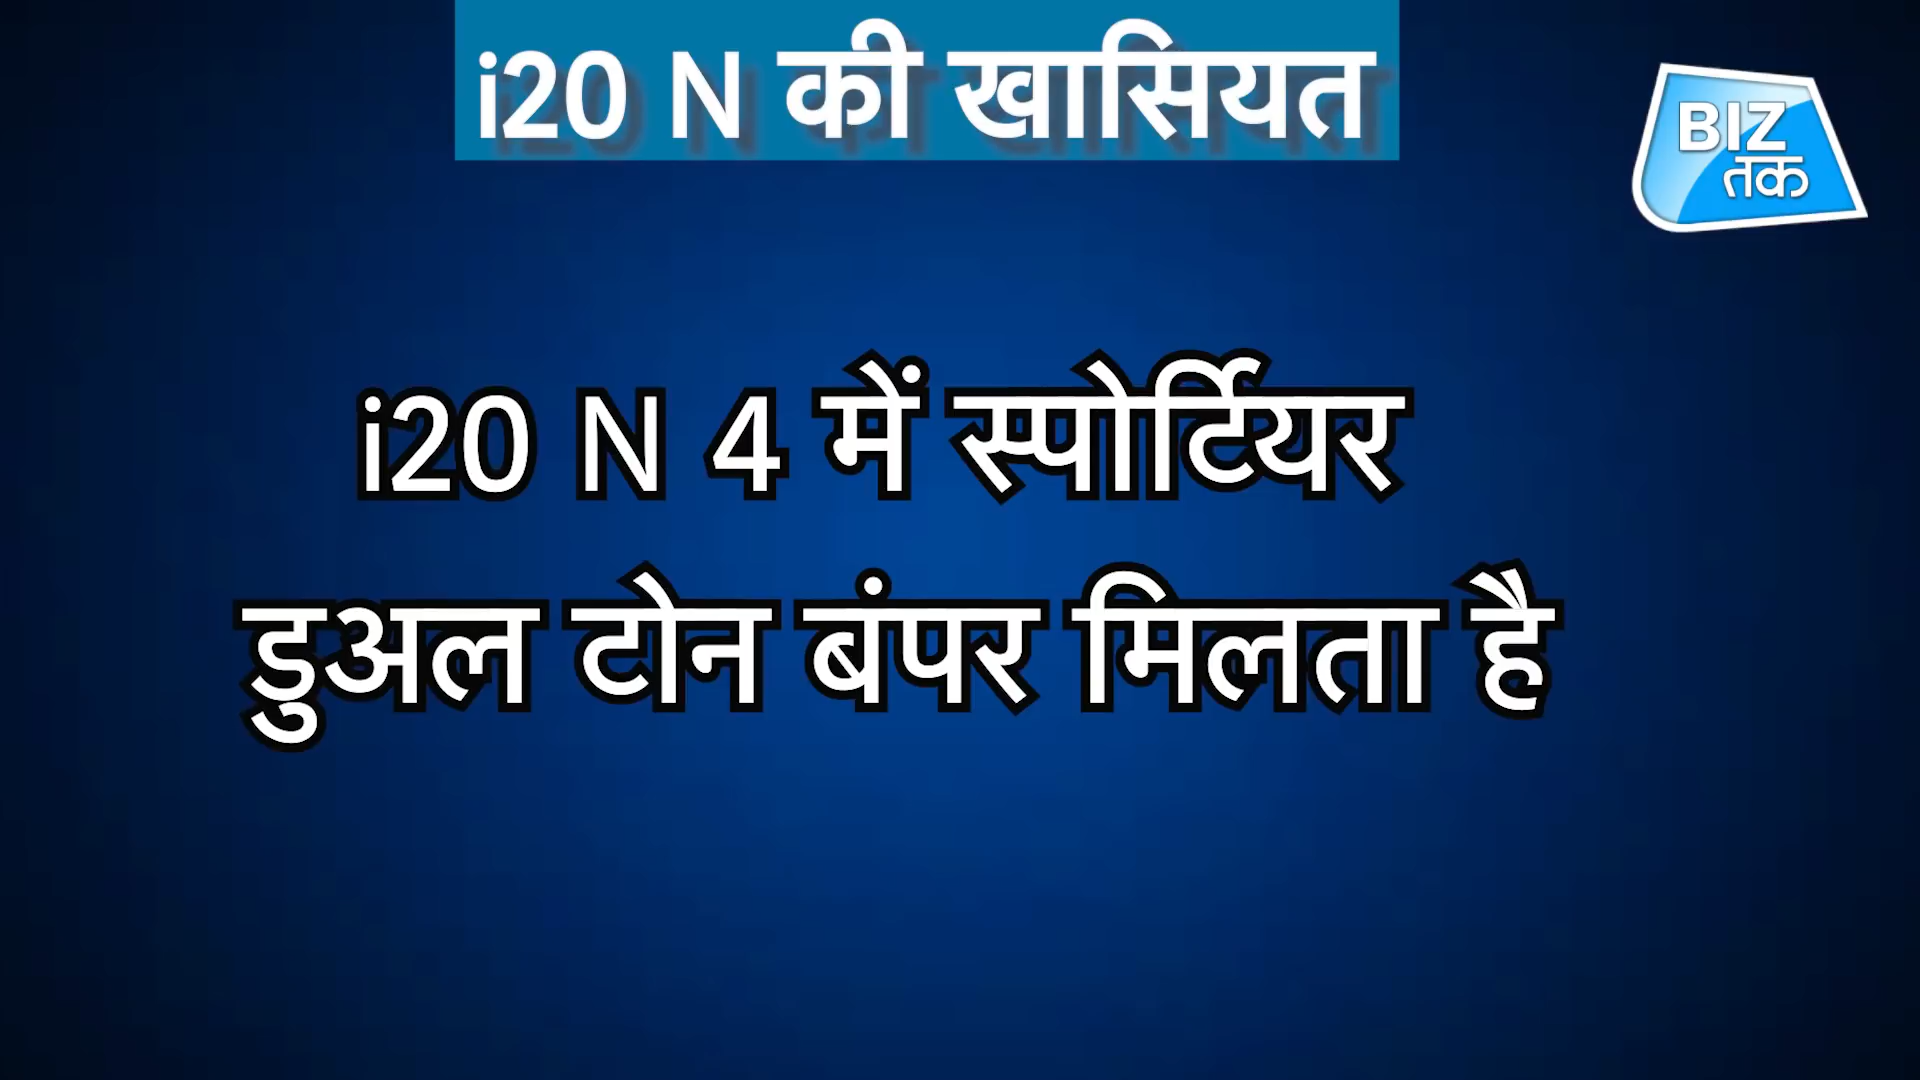 i20 N की खासियत
BIZ
तक
i20 N 4 में स्पोर्टियर
डुअल टोन बंपर मिलता है